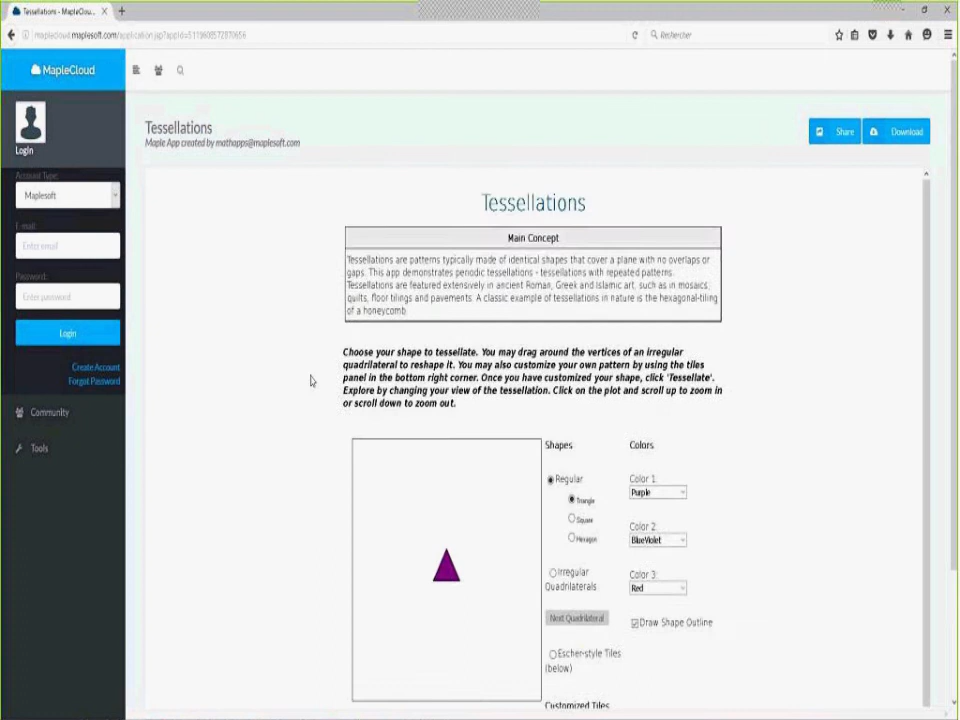 Tessellations - MapleClou...
maplecloud.maplesoft.com/application.jsp?appId=
Rechercher
MapleCloud
Login
Tessellations
Maple App created by mathapps@maplesoft.com
Share
Download
Account Type:
Maplesoft
E-mail:
Enter email
Password:
Enter password
Login
Create Account
Forgot Password
Community
Tools
Tessellations
Main Concept
Tessellations are patterns typically made of identical shapes that cover a plane with no overlaps or
gaps. This app demonstrates periodic tessellations - tessellations with repeated patterns.
Tessellations are featured extensively in ancient Roman, Greek and Islamic art, such as in mosaics,
quilts, floor tilings and pavements. A classic example of tessellations in nature is the hexagonal-tiling
of a honeycomb.
Choose your shape to tessellate. You may drag around the vertices of an irregular
quadrilateral to reshape it. You may also customize your own pattern by using the tiles
panel in the bottom right corner. Once you have customized your shape, click 'Tessellate'.
Explore by changing your view of the tessellation. Click on the plot and scroll up to zoom in
or scroll down to zoom out.
Shapes
Colors
Regular
Triangle
Square
Hexagon
Color 1:
Purple
Color 2:
BlueViolet
Color 3:
Red
Irregular
Quadrilaterals
Next Quadrilateral
Draw Shape Outline
Escher-style Tiles
(below)
Customized Tiles